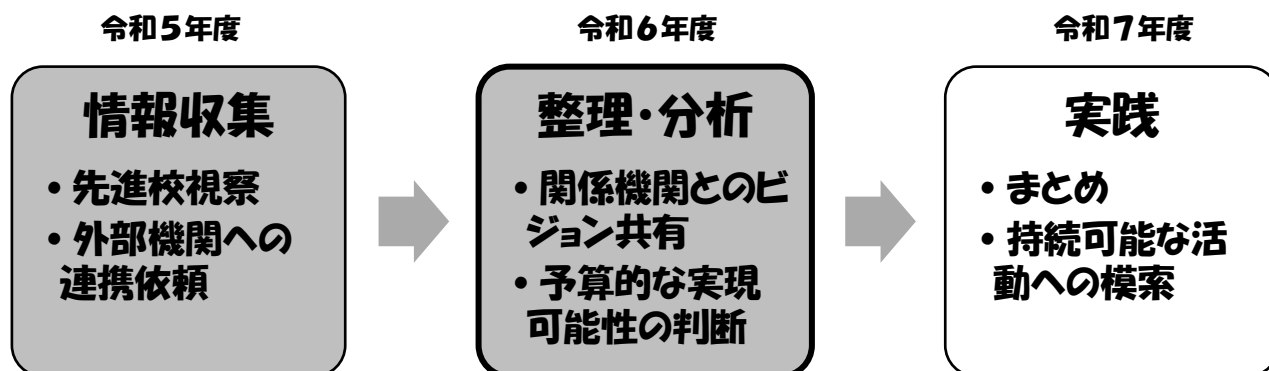 令和5年度
情報収集
・先進校視察
・外部機関への
連携依頼
令和6年度
整理・分析
・関係機関とのビ
ジョン共有
・予算的な実現
可能性の判断
令和7年度
実践
・まとめ
・持続可能な活
動への模索